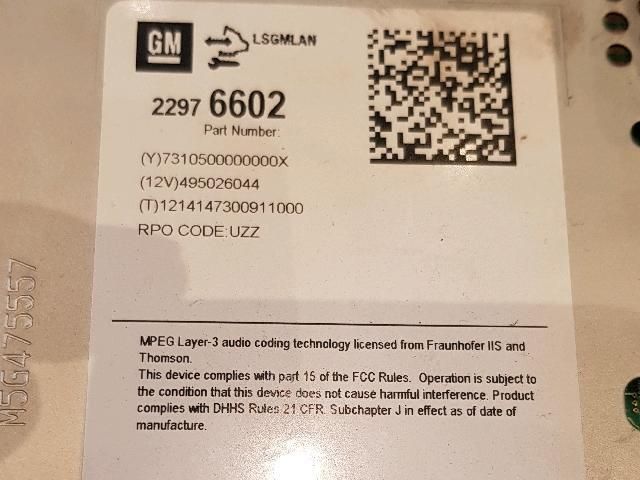 GM LSGMLAN
2297 6602
Part Number:
(Y)7310500000000X
(12V)495026044
(T)1214147300911000
RPO CODE:UZZ
MPEG Layer-3 audio coding technology licensed from Fraunhofer IIS and
Thomson.
This device complies with part 15 of the FCC Rules. Operation is subject to
the condition that this device does not cause harmful interference. Product
complies with DHHS Rules 21 CFR. Subchapter J in effect as of date of
manufacture.
M5G475557